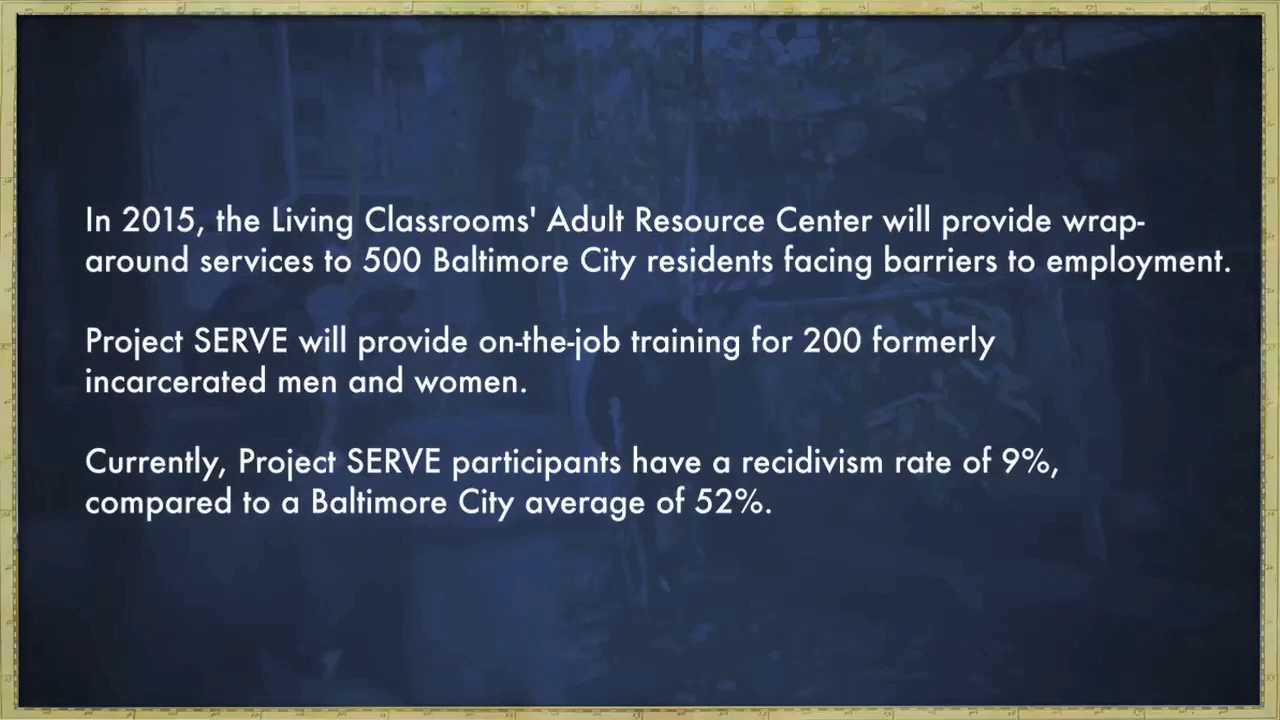 In 2015, the Living Classrooms' Adult Resource Center will provide wrap-
around services to 500 Baltimore City residents facing barriers to employment.
Project SERVE will provide on-the-job training for 200 formerly
incarcerated men and women.
Currently, Project SERVE participants have a recidivism rate of 9%,
compared to a Baltimore City average of 52%.